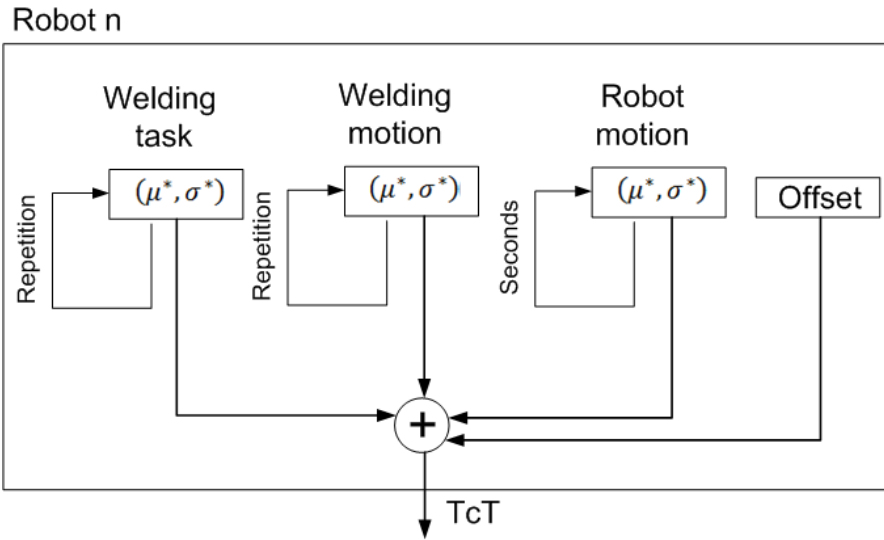 Robot n
Welding
task
Welding
motion
Robot
motion
Repetition
(μ*, σ*)
Repetition
(μ*, σ*)
Seconds
(μ*, σ*)
Offset
+
TcT